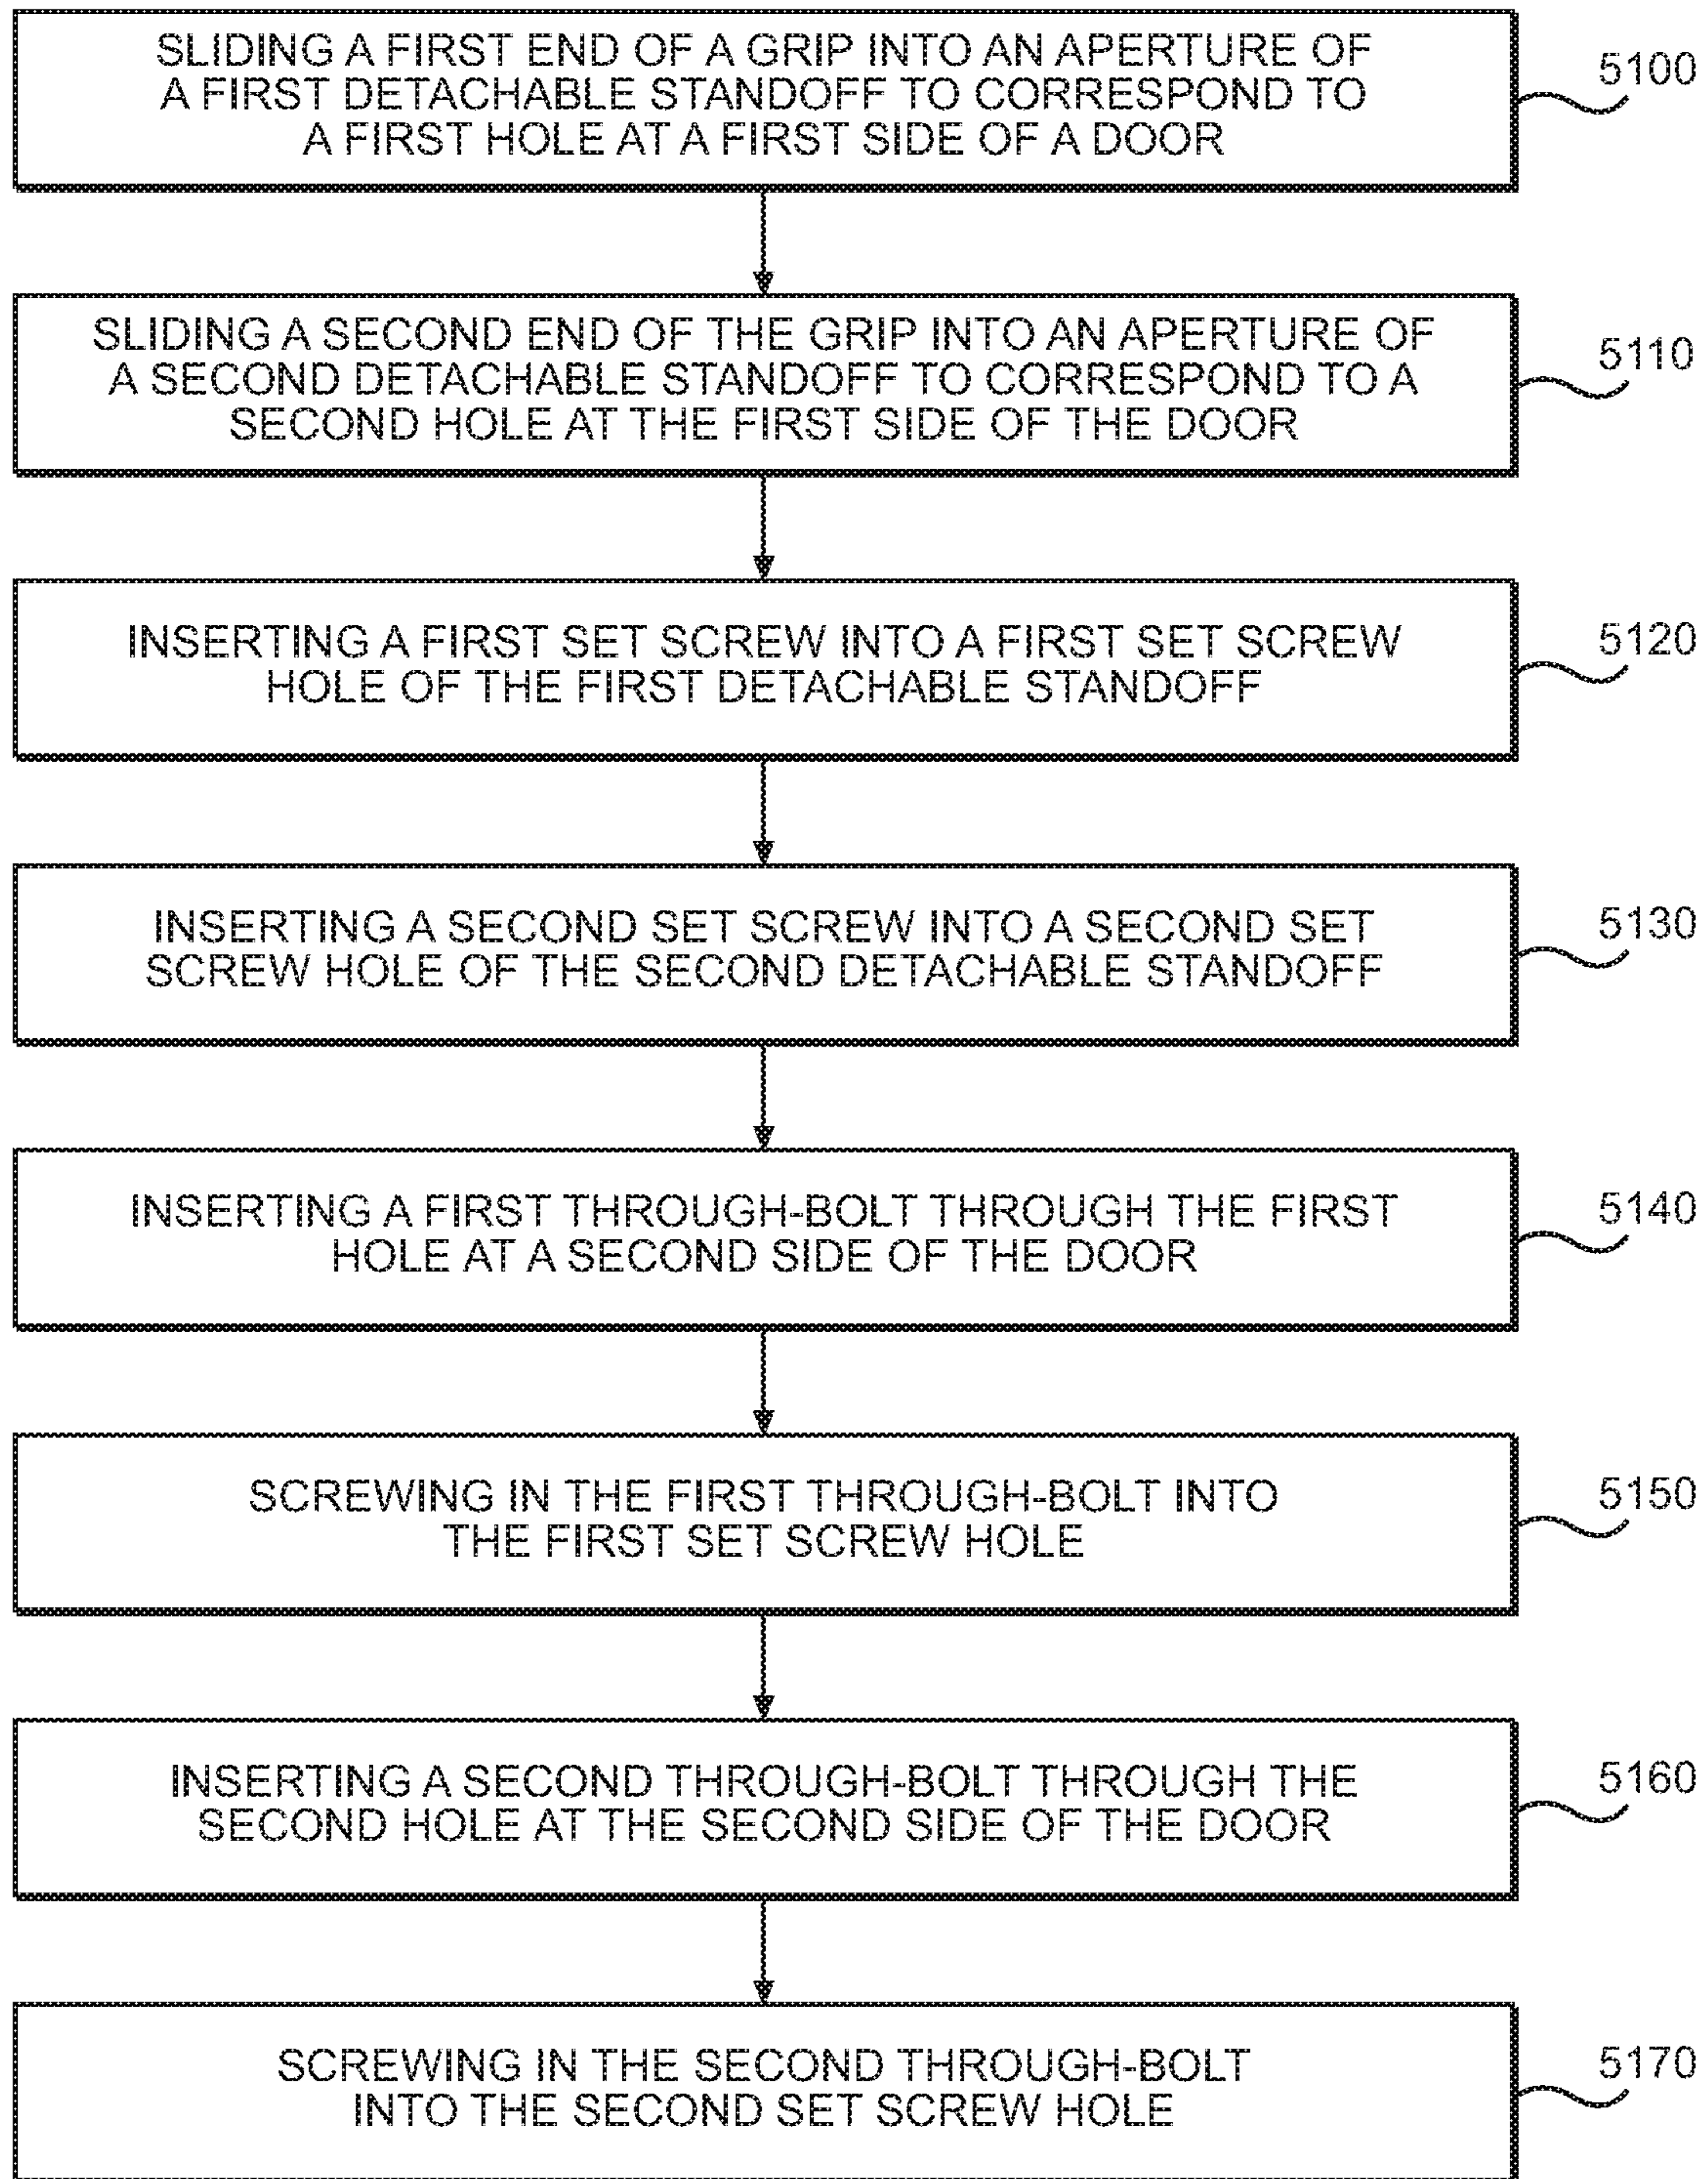 SLIDING A FIRST END OF A GRIP INTO AN APERTURE OF
A FIRST DETACHABLE STANDOFF TO CORRESPOND TO
A FIRST HOLE AT A FIRST SIDE OF A DOOR
5100
SLIDING A SECOND END OF THE GRIP INTO AN APERTURE OF
A SECOND DETACHABLE STANDOFF TO CORRESPOND TO A
SECOND HOLE AT THE FIRST SIDE OF THE DOOR
5110
INSERTING A FIRST SET SCREW INTO A FIRST SET SCREW
HOLE OF THE FIRST DETACHABLE STANDOFF
5120
INSERTING A SECOND SET SCREW INTO A SECOND SET
SCREW HOLE OF THE SECOND DETACHABLE STANDOFF
5130
INSERTING A FIRST THROUGH-BOLT THROUGH THE FIRST
HOLE AT A SECOND SIDE OF THE DOOR
5140
SCREWING IN THE FIRST THROUGH-BOLT INTO
THE FIRST SET SCREW HOLE
5150
INSERTING A SECOND THROUGH-BOLT THROUGH THE
SECOND HOLE AT THE SECOND SIDE OF THE DOOR
5160
SCREWING IN THE SECOND THROUGH-BOLT
INTO THE SECOND SET SCREW HOLE
5170